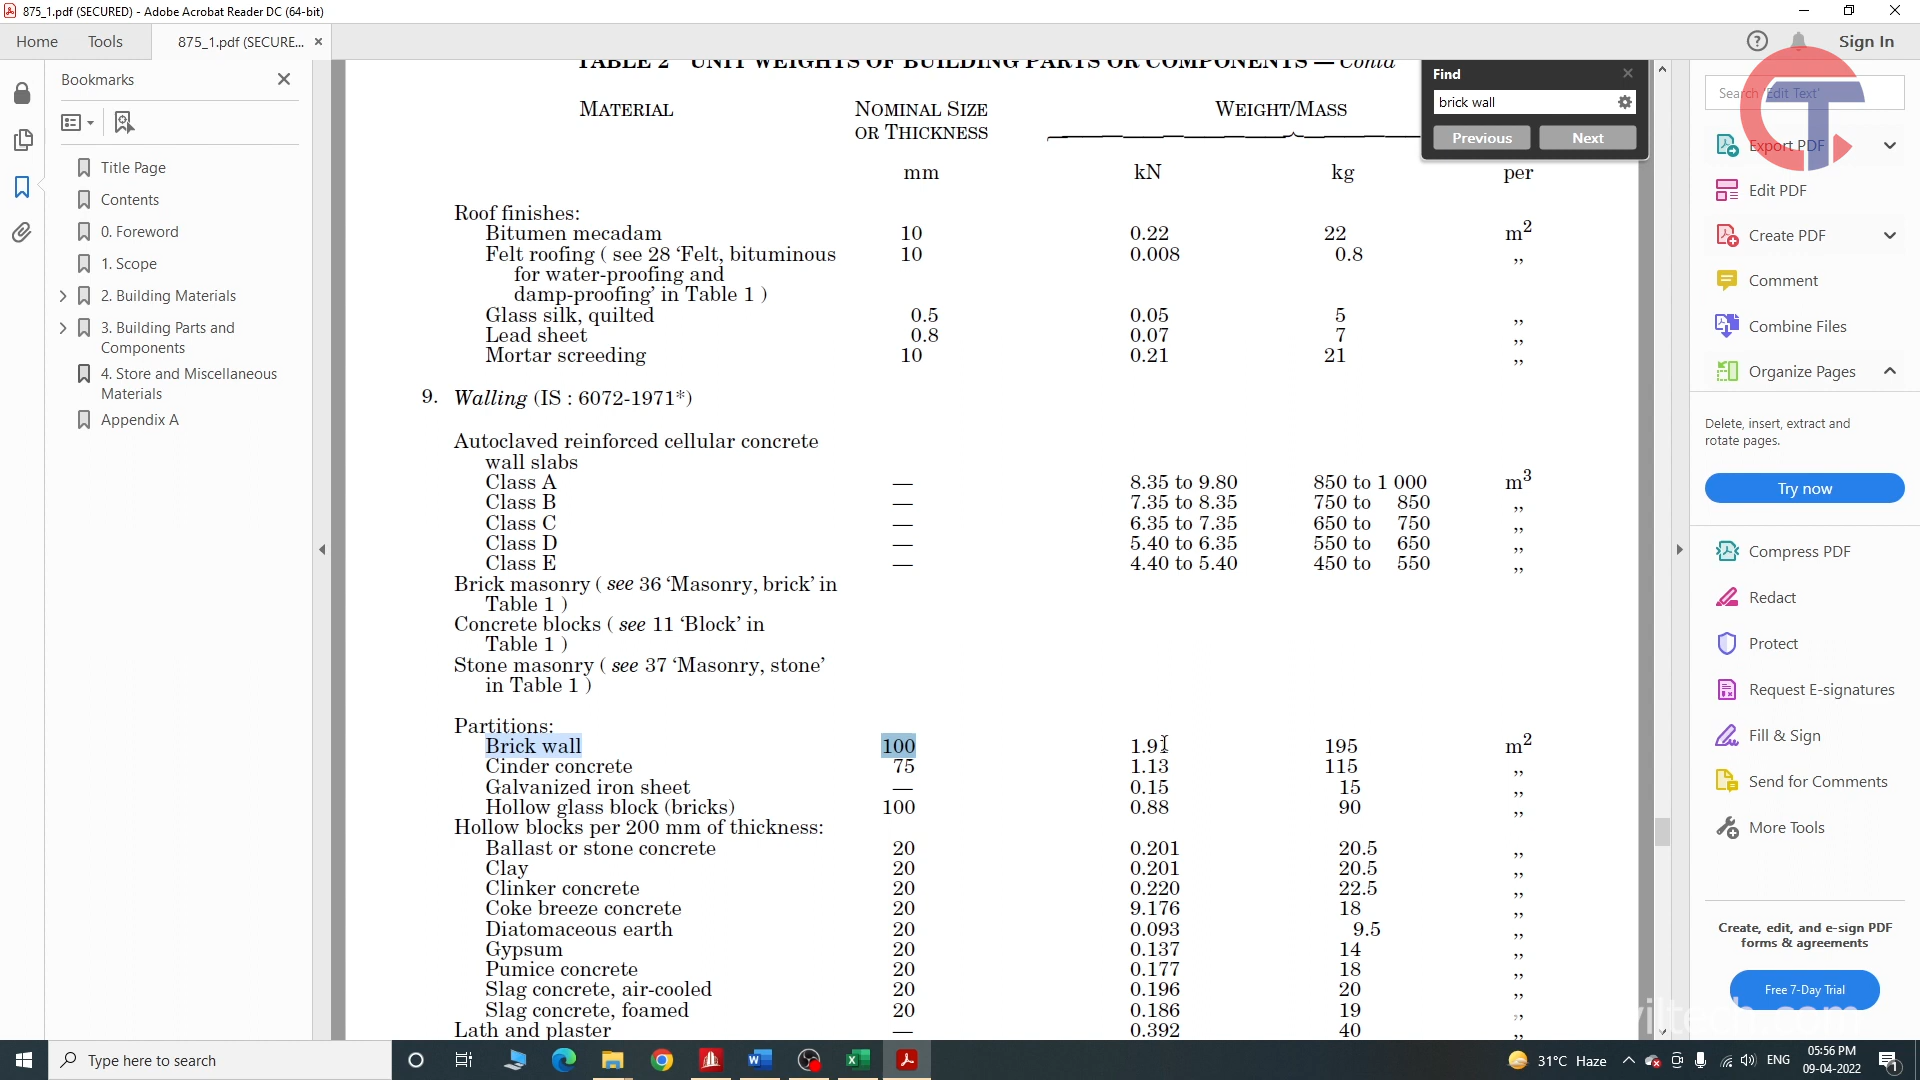 875_1.pdf (SECURED) - Adobe Acrobat Reader DC (64-bit)
Home Tools 875_1.pdf (SECURE... Sign In
Bookmarks
Title Page
Contents
0. Foreword
1. Scope
2. Building Materials
3. Building Parts and
Components
4. Store and Miscellaneous
Materials
Appendix A
TABLE 2 UNIT WEIGHTS OF BUILDING PARTS OR COMPONENTS — Contd
MATERIAL NOMINAL SIZE WEIGHT/MASS
OR THICKNESS
mm kN kg per
Roof finishes:
Bitumen mecadam 10 0.22 22 m²
Felt roofing ( see 28 ‘Felt, bituminous 10 0.008 0.8 ,,
for water-proofing and
damp-proofing’ in Table 1 )
Glass silk, quilted 0.5 0.05 5 ,,
Lead sheet 0.8 0.07 7 ,,
Mortar screeding 10 0.21 21 ,,
9. Walling (IS : 6072-1971*)
Autoclaved reinforced cellular concrete
wall slabs
Class A — 8.35 to 9.80 850 to 1 000 m³
Class B — 7.35 to 8.35 750 to 850 ,,
Class C — 6.35 to 7.35 650 to 750 ,,
Class D — 5.40 to 6.35 550 to 650 ,,
Class E — 4.40 to 5.40 450 to 550 ,,
Brick masonry ( see 36 ‘Masonry, brick’ in
Table 1 )
Concrete blocks ( see 11 ‘Block’ in
Table 1 )
Stone masonry ( see 37 ‘Masonry, stone’
in Table 1 )
Partitions:
Brick wall 100 1.91 195 m²
Cinder concrete 75 1.13 115 ,,
Galvanized iron sheet — 0.15 15 ,,
Hollow glass block (bricks) 100 0.88 90 ,,
Hollow blocks per 200 mm of thickness:
Ballast or stone concrete 20 0.201 20.5 ,,
Clay 20 0.201 20.5 ,,
Clinker concrete 20 0.220 22.5 ,,
Coke breeze concrete 20 9.176 18 ,,
Diatomaceous earth 20 0.093 9.5 ,,
Gypsum 20 0.137 14 ,,
Pumice concrete 20 0.177 18 ,,
Slag concrete, air-cooled 20 0.196 20 ,,
Slag concrete, foamed 20 0.186 19 ,,
Lath and plaster — 0.392 40 ,,
Find
brick wall
Previous Next
Search 'Edit Text'
Export PDF
Edit PDF
Create PDF
Comment
Combine Files
Organize Pages
Delete, insert, extract and
rotate pages.
Try now
Compress PDF
Redact
Protect
Request E-signatures
Fill & Sign
Send for Comments
More Tools
Create, edit, and e-sign PDF
forms & agreements
Free 7-Day Trial
Type here to search
31°C Haze ENG 05:56 PM
09-04-2022
1